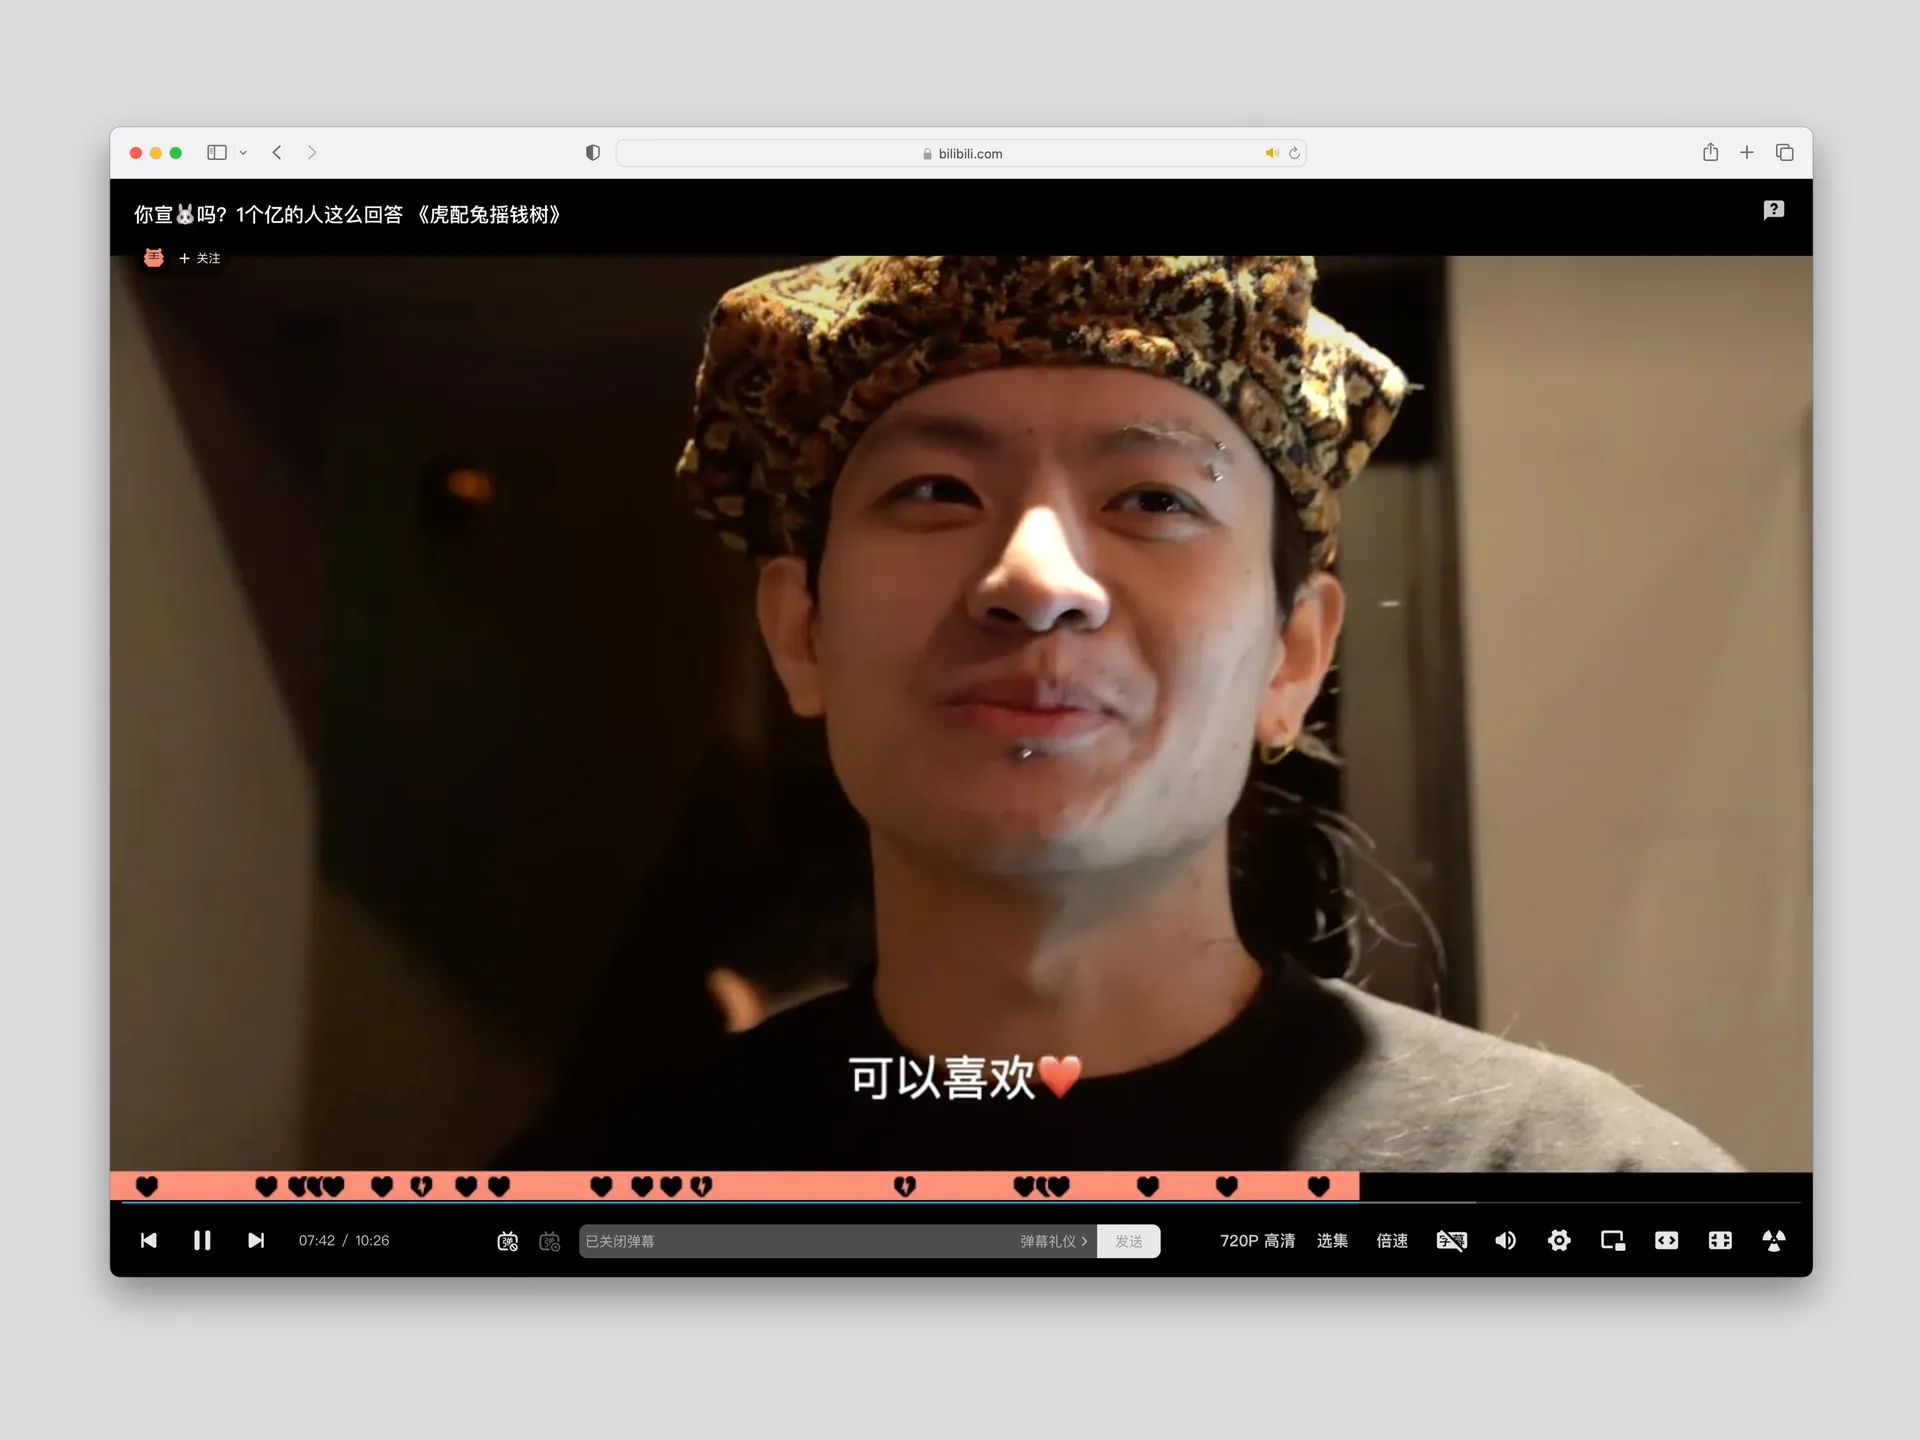 bilibili.com
你宣🐰吗？1个亿的人这么回答 《虎配兔摇钱树》
+ 关注
可以喜欢❤️
07:42 / 10:26
已关闭弹幕
弹幕礼仪 >
发送
720P 高清
选集
倍速
字幕